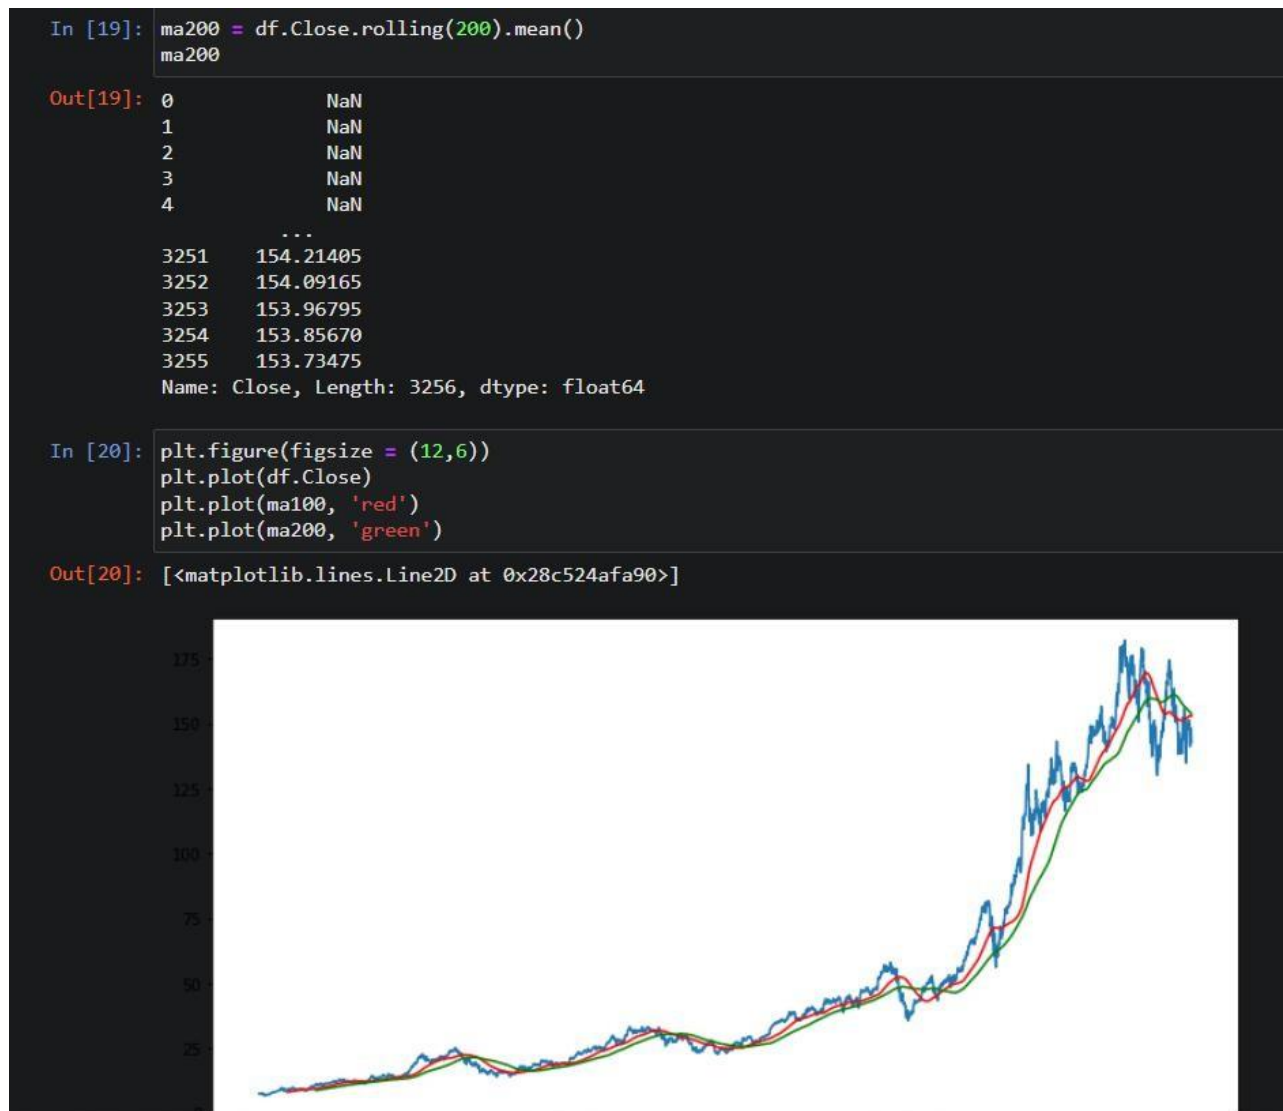 In [19]: ma200 = df.Close.rolling(200).mean()
ma200
Out[19]: 0 NaN
1 NaN
2 NaN
3 NaN
4 NaN
...
3251 154.21405
3252 154.09165
3253 153.96795
3254 153.85670
3255 153.73475
Name: Close, Length: 3256, dtype: float64
In [20]: plt.figure(figsize = (12,6))
plt.plot(df.Close)
plt.plot(ma100, 'red')
plt.plot(ma200, 'green')
Out[20]: [<matplotlib.lines.Line2D at 0x28c524afa90>]
175
150
125
100
75
50
25